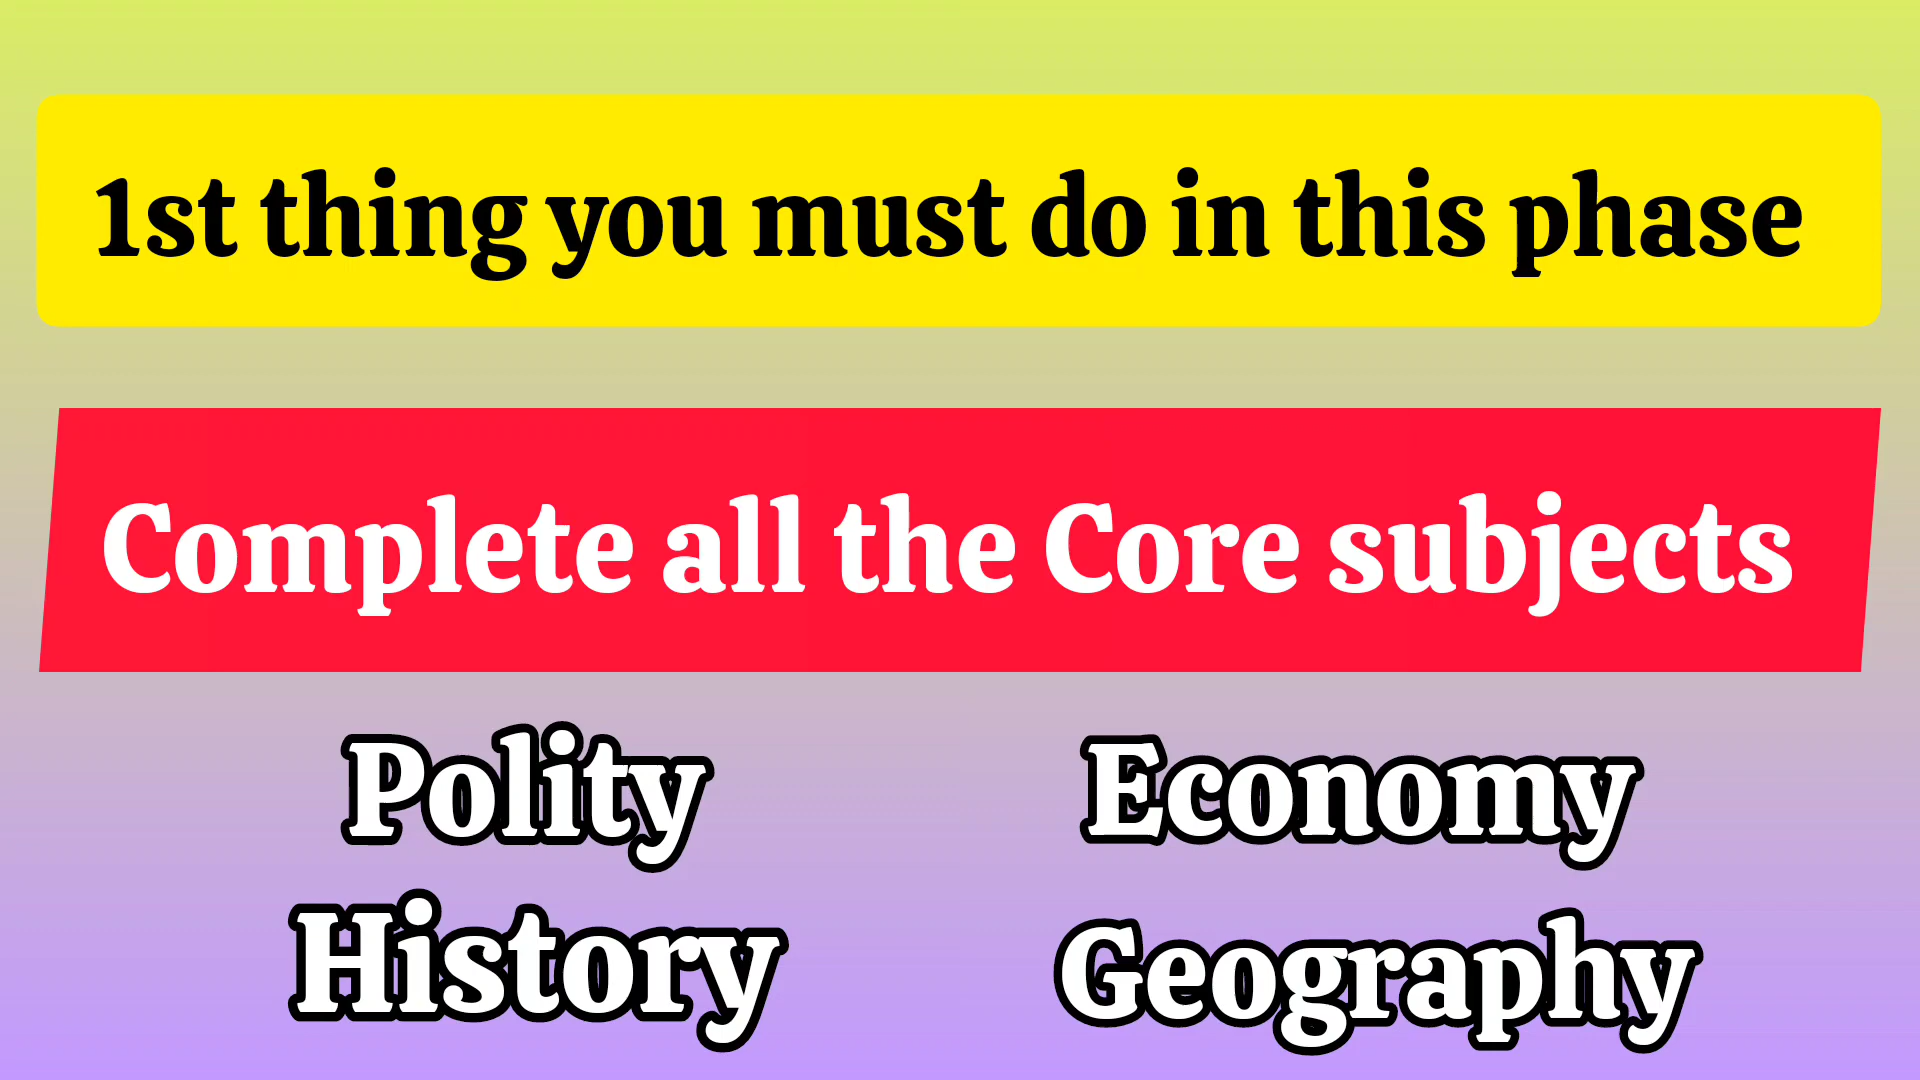 1st thing you must do in this phase
Complete all the Core subjects
Polity Economy
History Geography